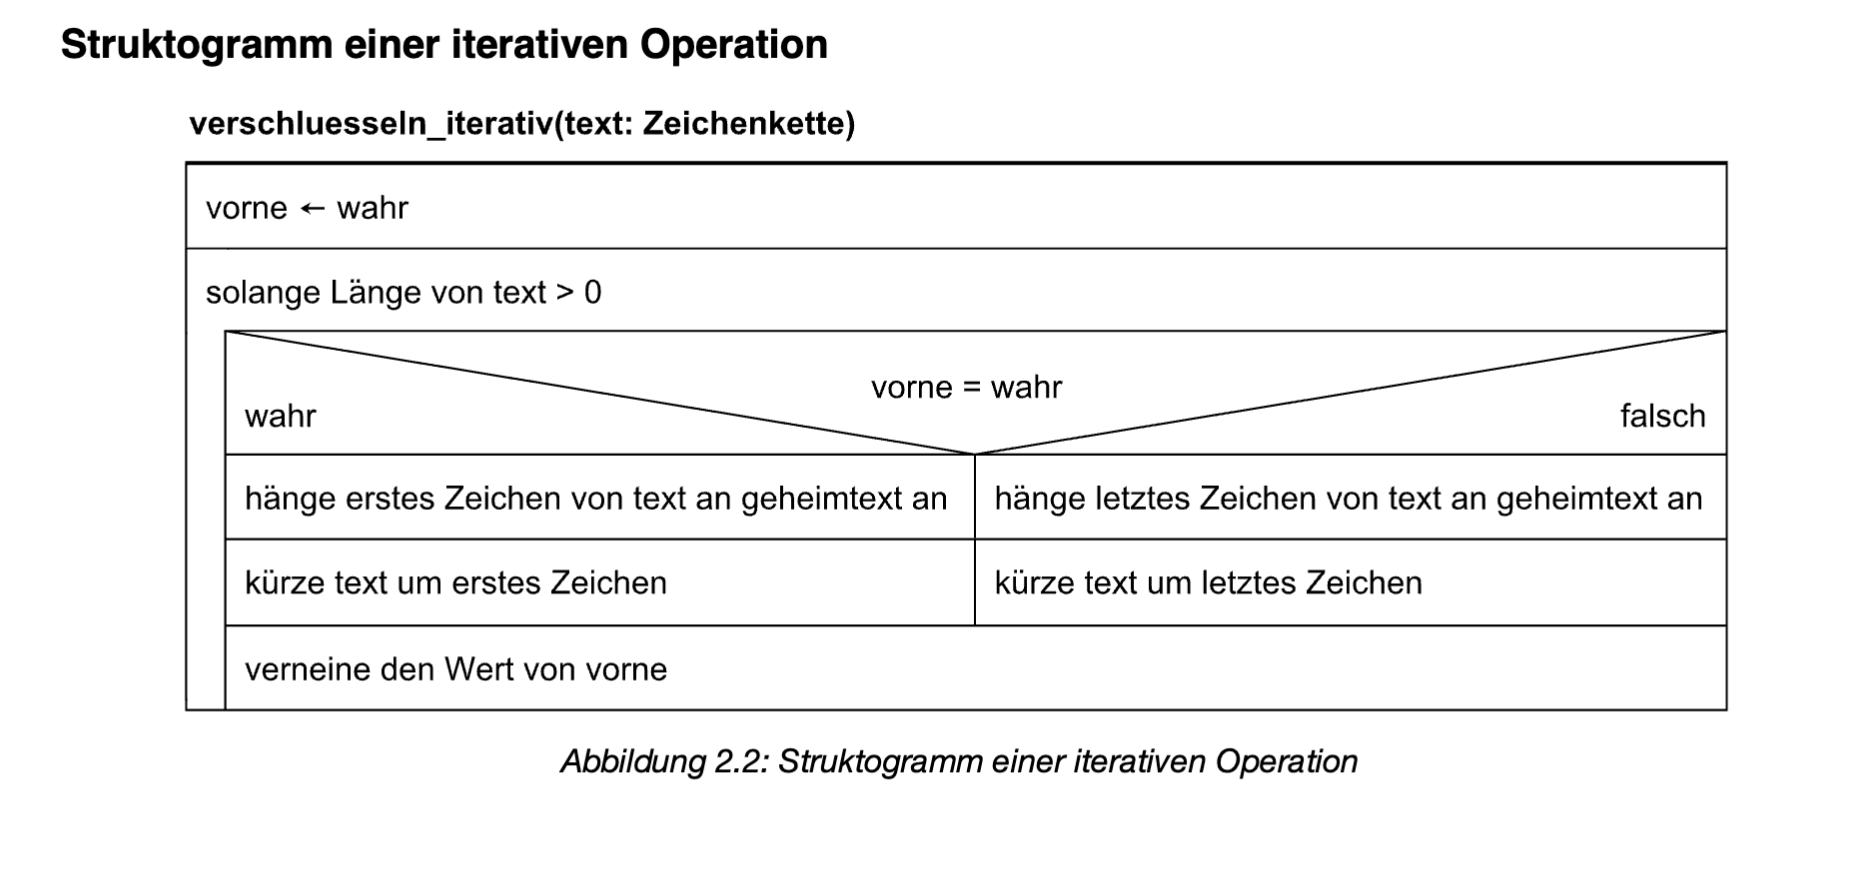 Struktogramm einer iterativen Operation
verschluesseln_iterativ(text: Zeichenkette)
vorne ← wahr
solange Länge von text > 0
vorne = wahr
wahr
falsch
hänge erstes Zeichen von text an geheimtext an
hänge letztes Zeichen von text an geheimtext an
kürze text um erstes Zeichen
kürze text um letztes Zeichen
verneine den Wert von vorne
Abbildung 2.2: Struktogramm einer iterativen Operation